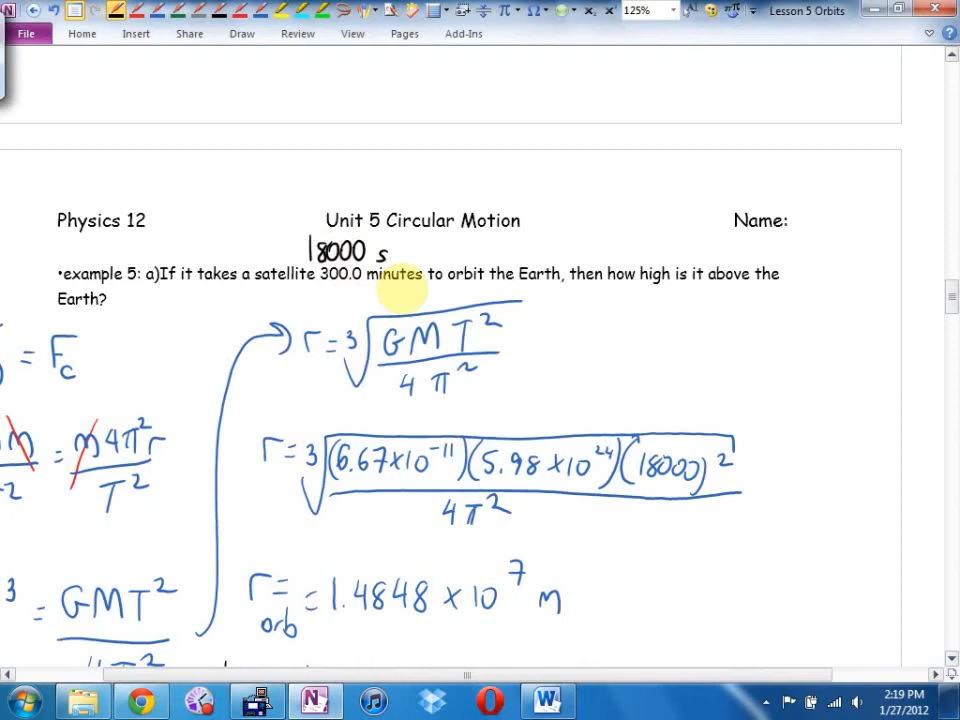 125%
Lesson 5 Orbits
File Home Insert Share Draw Review View Pages Add-Ins
Physics 12 Unit 5 Circular Motion Name:
18000 s
•example 5: a)If it takes a satellite 300.0 minutes to orbit the Earth, then how high is it above the
Earth?
r = ∛(GMT²/4π²)
= Fc
m = m4π²r/T²
r = ∛((6.67×10⁻¹¹)(5.98×10²⁴)(18000)²/4π²)
3 = GMT²
r orb = 1.4848 × 10⁷ m
2:19 PM
1/27/2012